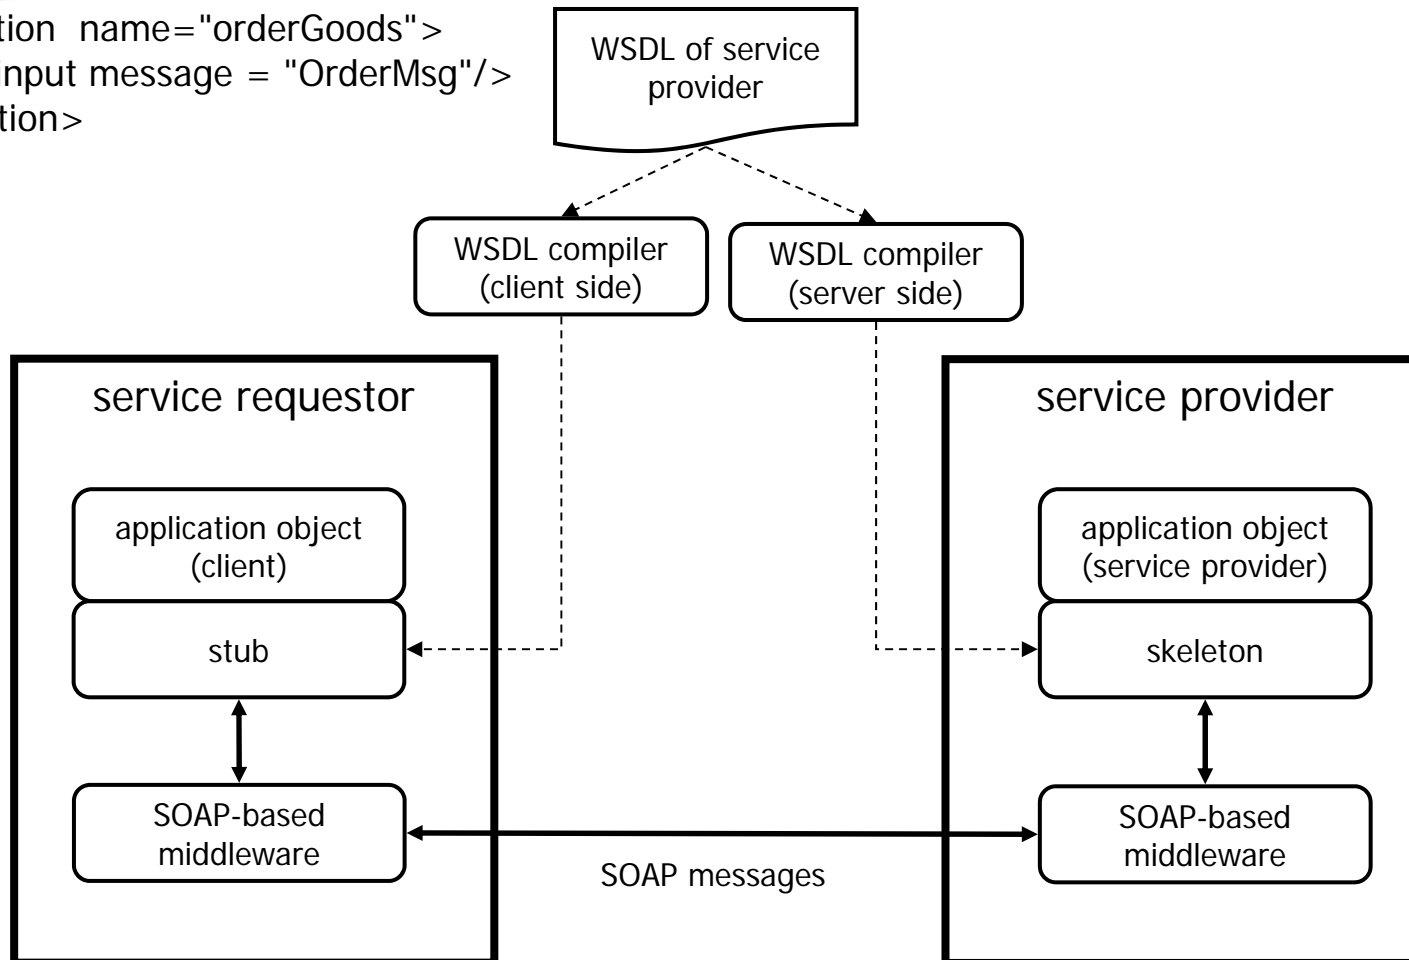 tion name="orderGoods">
input message = "OrderMsg"/>
tion>
WSDL of service
provider
WSDL compiler
(client side)
WSDL compiler
(server side)
service requestor
service provider
application object
(client)
application object
(service provider)
stub
skeleton
SOAP-based
middleware
SOAP-based
middleware
SOAP messages